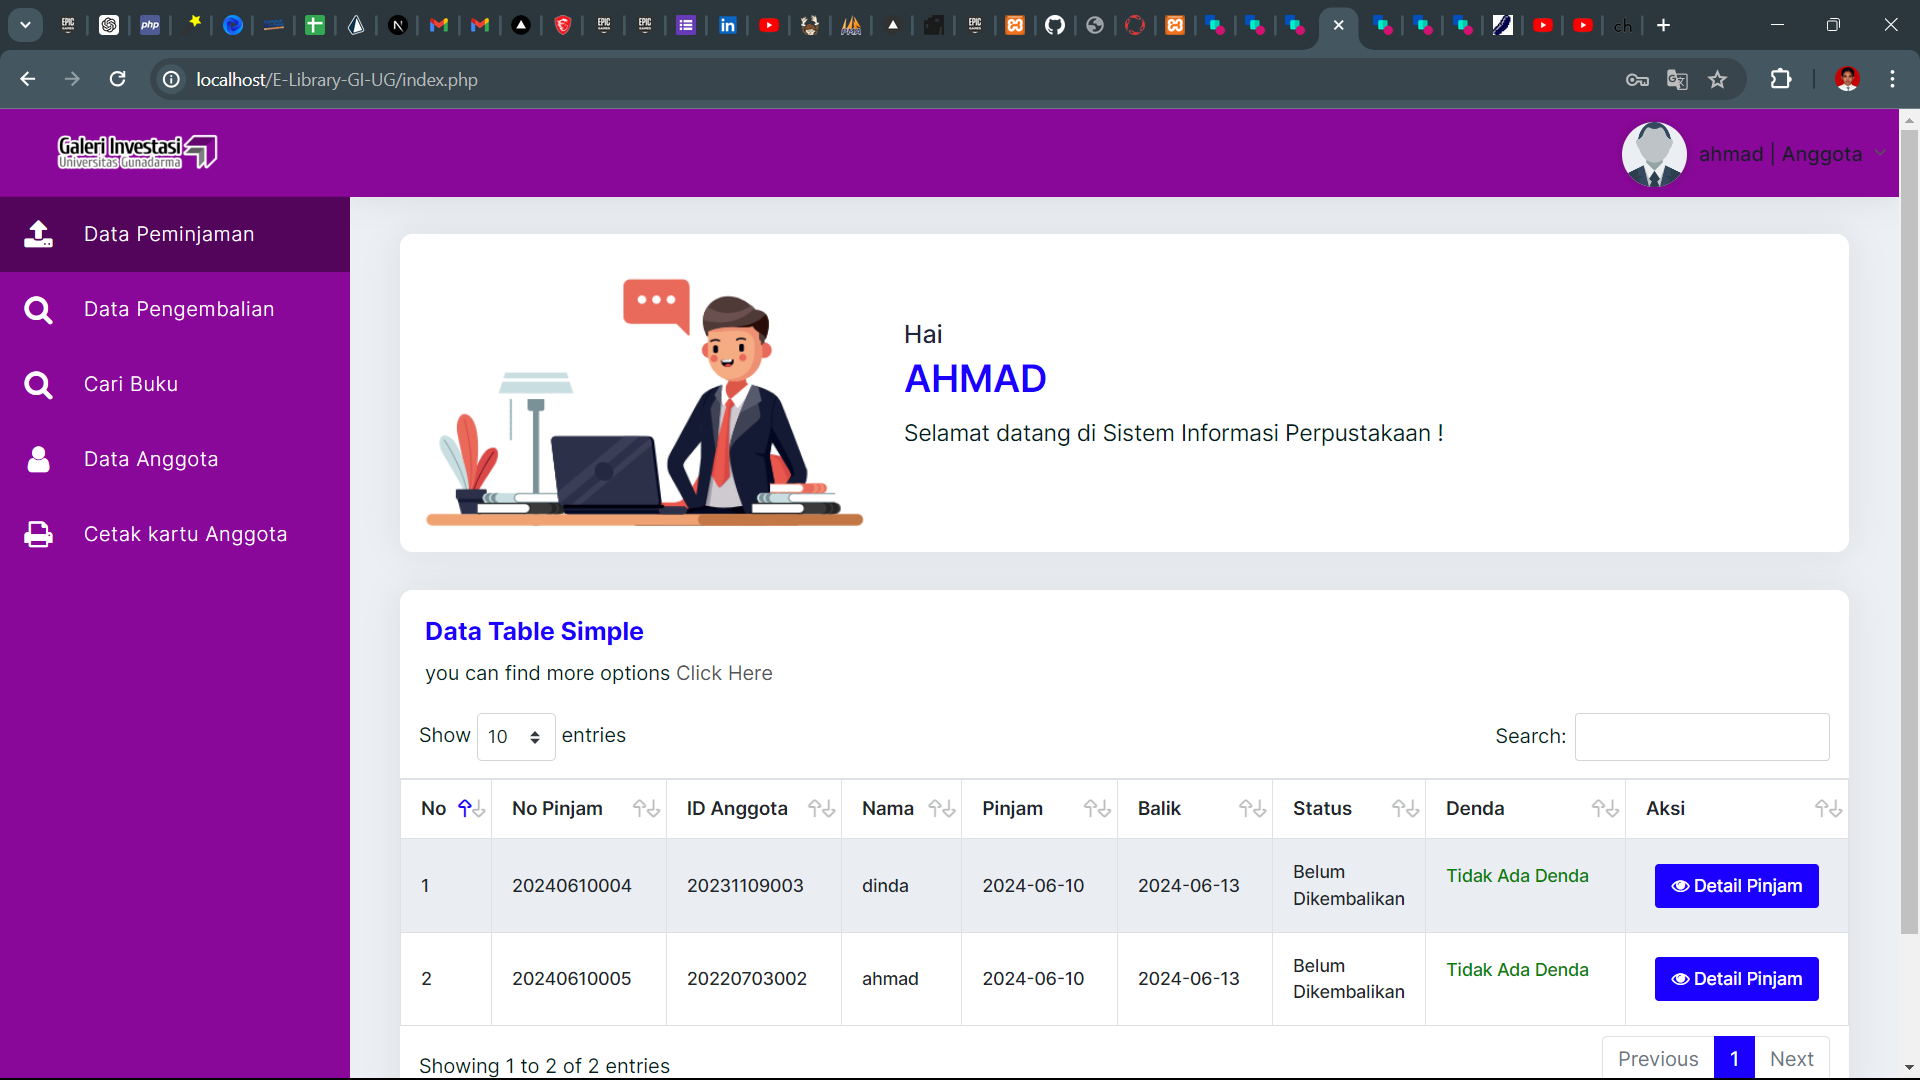 localhost/E-Library-GI-UG/index.php
Galeri Investasi
Universitas Gunadarma
ahmad | Anggota
Data Peminjaman
Data Pengembalian
Cari Buku
Data Anggota
Cetak kartu Anggota
Hai
AHMAD
Selamat datang di Sistem Informasi Perpustakaan !
Data Table Simple
you can find more options Click Here
Show 10 entries
Search:
No No Pinjam ID Anggota Nama Pinjam Balik Status Denda Aksi
1 20240610004 20231109003 dinda 2024-06-10 2024-06-13 Belum Dikembalikan Tidak Ada Denda Detail Pinjam
2 20240610005 20220703002 ahmad 2024-06-10 2024-06-13 Belum Dikembalikan Tidak Ada Denda Detail Pinjam
Showing 1 to 2 of 2 entries
Previous 1 Next